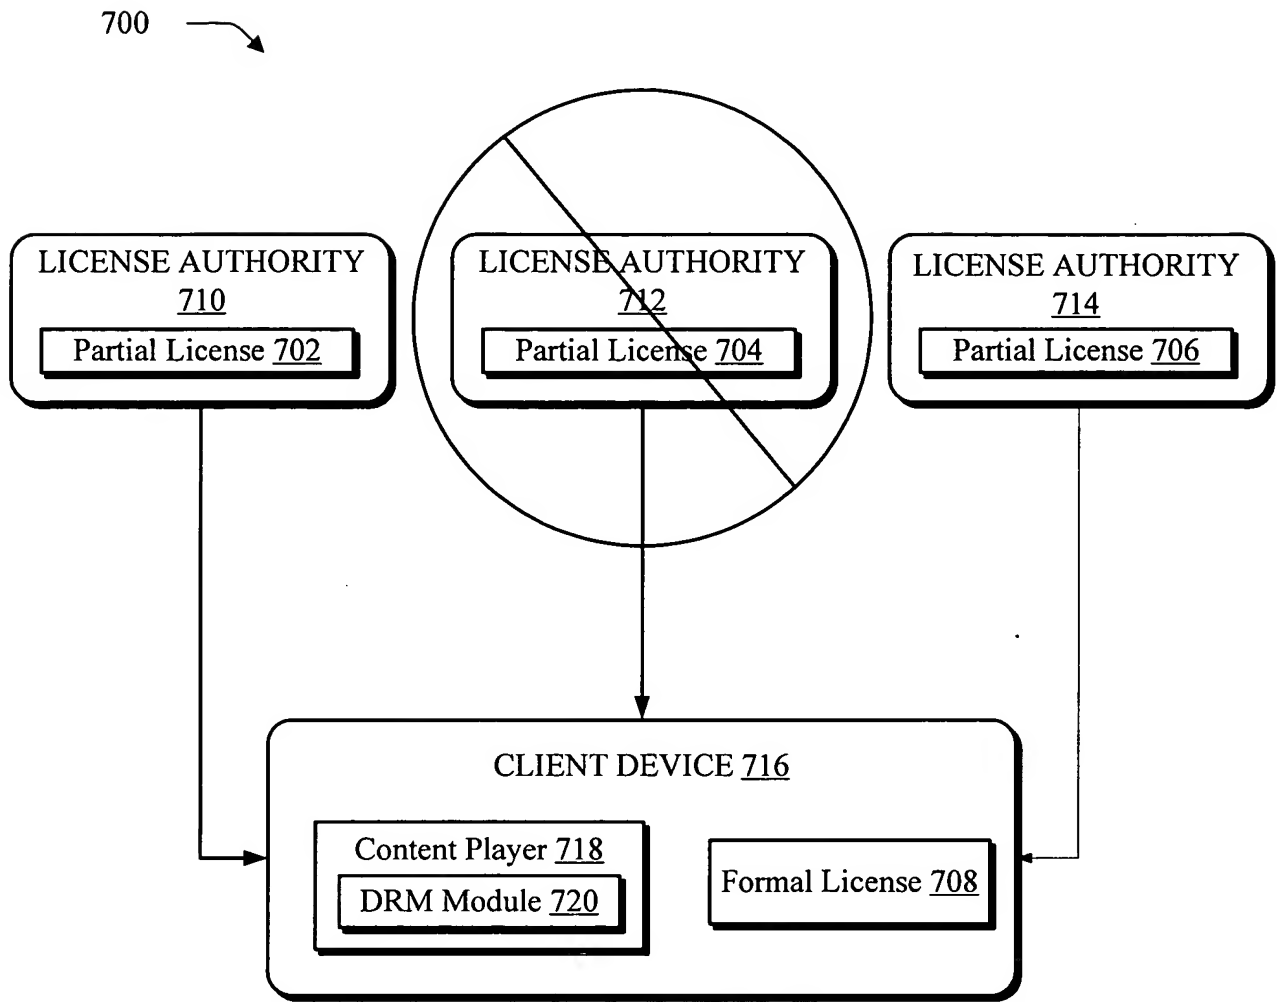 700
LICENSE AUTHORITY
710
Partial License 702
LICENSE AUTHORITY
712
Partial License 704
LICENSE AUTHORITY
714
Partial License 706
CLIENT DEVICE 716
Content Player 718
DRM Module 720
Formal License 708